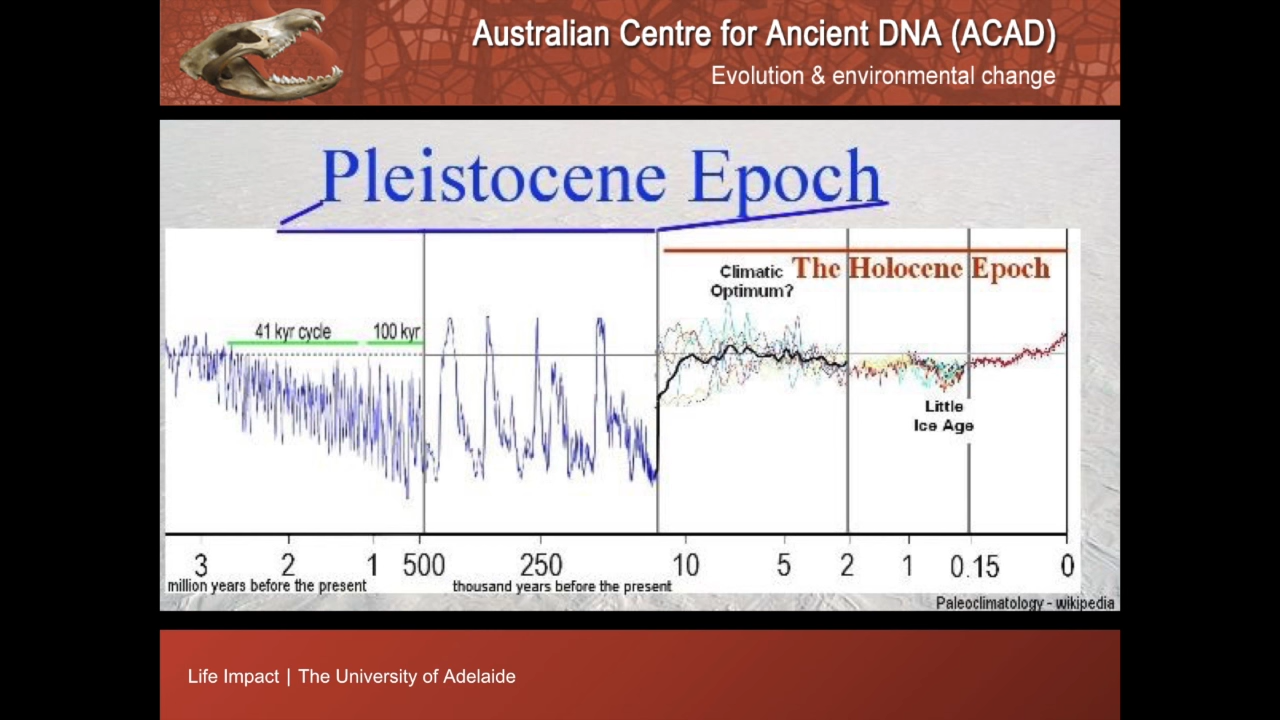 Australian Centre for Ancient DNA (ACAD)
Evolution & environmental change
Pleistocene Epoch
Climatic
Optimum?
The Holocene Epoch
41 kyr cycle
100 kyr
Little
Ice Age
3 2 1 500 250 10 5 2 1 0.15 0
million years before the present
thousand years before the present
Paleoclimatology - wikipedia
Life Impact | The University of Adelaide